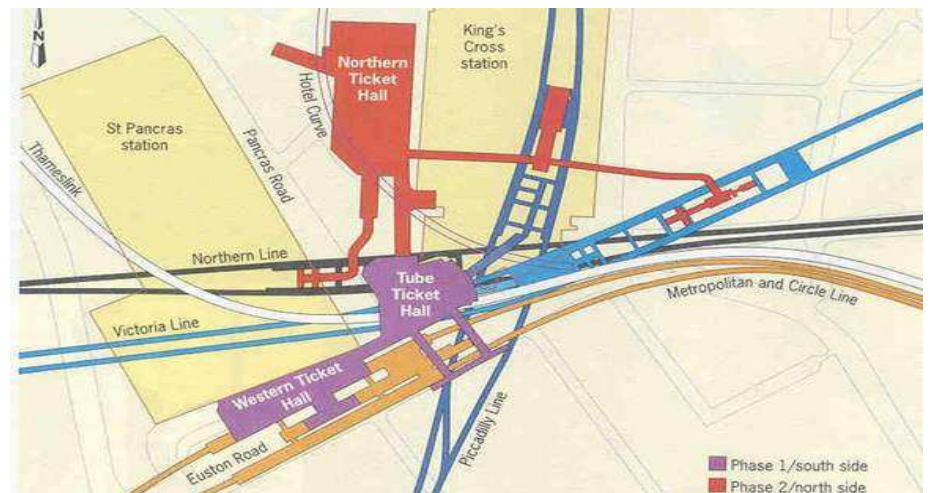 N
King's
Cross
station
Northern
Ticket
Hall
Hotel Curve
St Pancras
station
Pancras Road
Thameslink
Northern Line
Tube
Ticket
Hall
Metropolitan and Circle Line
Victoria Line
Western Ticket
Hall
Piccadilly Line
Euston Road
Phase 1/south side
Phase 2/north side